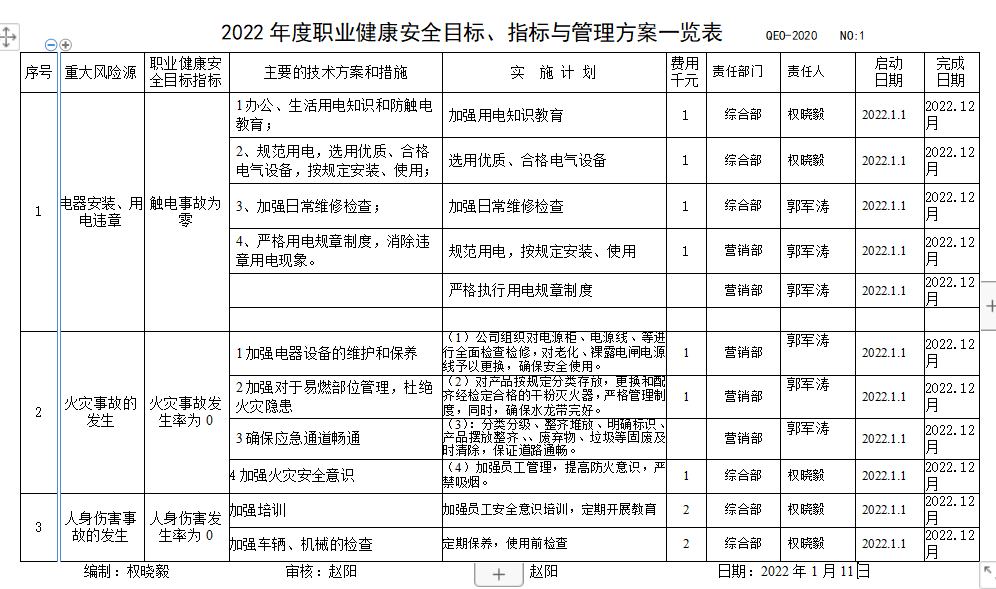 2022 年度职业健康安全目标、指标与管理方案一览表 QEO-2020 NO:1
序号 重大风险源 职业健康安全目标指标 主要的技术方案和措施 实 施 计 划 费用千元 责任部门 责任人 启动日期 完成日期
1 电器安装、用电违章 触电事故为零
1办公、生活用电知识和防触电教育； 加强用电知识教育 1 综合部 权晓毅 2022.1.1 2022.12月
2、规范用电，选用优质、合格电气设备，按规定安装、使用； 选用优质、合格电气设备 1 综合部 权晓毅 2022.1.1 2022.12月
3、加强日常维修检查； 加强日常维修检查 1 综合部 郭军涛 2022.1.1 2022.12月
4、严格用电规章制度，消除违章用电现象。 规范用电，按规定安装、使用 1 营销部 郭军涛 2022.1.1 2022.12月
严格执行用电规章制度 营销部 郭军涛 2022.1.1 2022.12月
2 火灾事故的发生 火灾事故发生率为 0
1加强电器设备的维护和保养 （1）公司组织对电源柜、电源线、等进行全面检查检修，对老化、裸露电闸电源线予以更换，确保安全使用。 1 营销部 郭军涛 2022.1.1 2022.12月
2加强对于易燃部位管理，杜绝火灾隐患 （2）对产品按规定分类存放，更换和配齐经检定合格的干粉灭火器，严格管理制度，同时，确保水龙带完好。 1 营销部 郭军涛 2022.1.1 2022.12月
3确保应急通道畅通 （3）：分类分级、整齐堆放、明确标识、产品摆放整齐、、废弃物、垃圾等固废及时清除，保证道路通畅。 营销部 郭军涛 2022.1.1 2022.12月
4加强火灾安全意识 （4）加强员工管理，提高防火意识，严禁吸烟。 1 综合部 权晓毅 2022.1.1 2022.12月
3 人身伤害事故的发生 人身伤害发生率为 0
加强培训 加强员工安全意识培训，定期开展教育 2 综合部 权晓毅 2022.1.1 2022.12月
加强车辆、机械的检查 定期保养，使用前检查 2 综合部 权晓毅 2022.1.1 2022.12月
编制：权晓毅 审核：赵阳 赵阳 日期：2022 年 1 月 11日